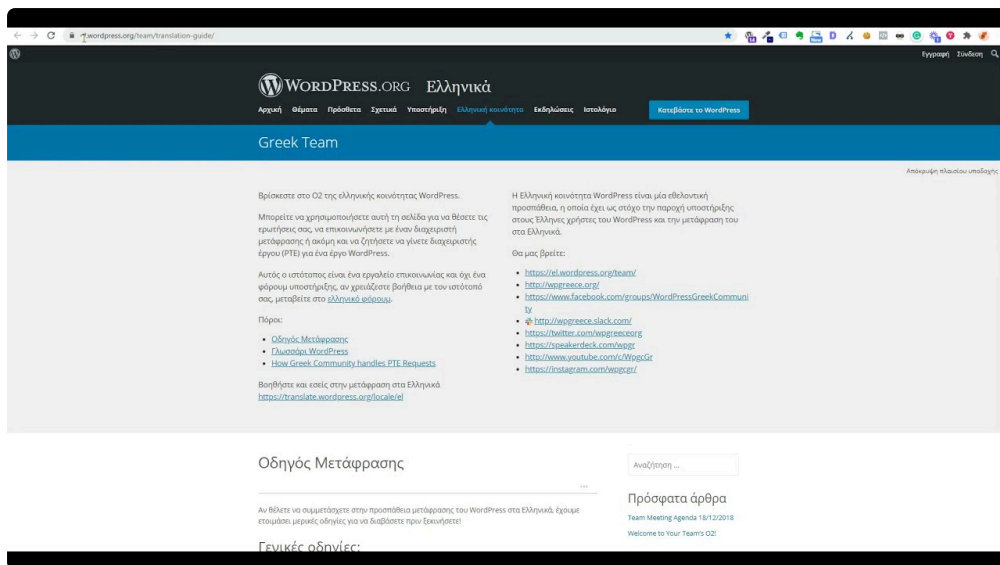 .wordpress.org/team/translation-guide/
Εγγραφή Σύνδεση
WORDPRESS.ORG Ελληνικά
Αρχική Θέματα Πρόσθετα Σχετικά Υποστήριξη Ελληνική κοινότητα Εκδηλώσεις Ιστολόγιο Κατεβάστε το WordPress
Greek Team
Απόκρυψη πλαισίου υποδοχής
Βρίσκεστε στο O2 της ελληνικής κοινότητας WordPress.
Μπορείτε να χρησιμοποιήσετε αυτή τη σελίδα για να θέσετε τις
ερωτήσεις σας, να επικοινωνήσετε με έναν διαχειριστή
μετάφρασης ή ακόμη και να ζητήσετε να γίνετε διαχειριστής
έργου (PTE) για ένα έργο WordPress.
Αυτός ο ιστότοπος είναι ένα εργαλείο επικοινωνίας και όχι ένα
φόρουμ υποστήριξης, αν χρειάζεστε βοήθεια με τον ιστότοπό
σας, μεταβείτε στο ελληνικό φόρουμ.
Πόροι:
Οδηγός Μετάφρασης
Γλωσσάρι WordPress
How Greek Community handles PTE Requests
Βοηθήστε και εσείς στην μετάφραση στα Ελληνικά
https://translate.wordpress.org/locale/el
Η Ελληνική κοινότητα WordPress είναι μία εθελοντική
προσπάθεια, η οποία έχει ως στόχο την παροχή υποστήριξης
στους Έλληνες χρήστες του WordPress και την μετάφραση του
στα Ελληνικά.
Θα μας βρείτε:
https://el.wordpress.org/team/
http://wpgreece.org/
https://www.facebook.com/groups/WordPressGreekCommuni
ty
http://wpgreece.slack.com/
https://twitter.com/wpgreeceorg
https://speakerdeck.com/wpgr
http://www.youtube.com/c/WpgcGr
https://instagram.com/wpgcgr/
Οδηγός Μετάφρασης
Αν θέλετε να συμμετάσχετε στην προσπάθεια μετάφρασης του WordPress στα Ελληνικά, έχουμε
ετοιμάσει μερικές οδηγίες για να διαβάσετε πριν ξεκινήσετε!
Γενικές οδηγίες:
Αναζήτηση ...
Πρόσφατα άρθρα
Team Meeting Agenda 18/12/2018
Welcome to Your Team's O2!